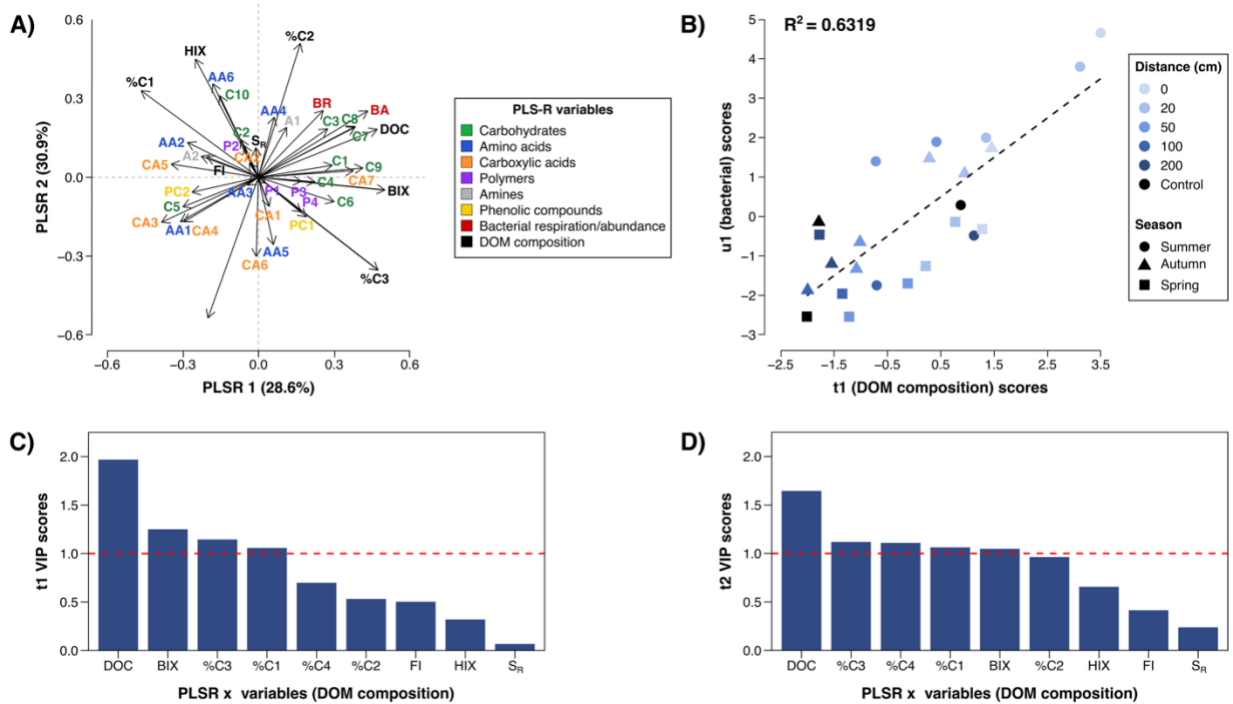 A)
PLSR 2 (30.9%)
0.6
0.3
0.0
−0.3
−0.6
−0.6
−0.3
0.0
0.3
0.6
PLSR 1 (28.6%)
%C2
HIX
%C1
AA6
C10
AA4
A1
BR
BA
C3
C8
C7
DOC
C2
P2
SR
CA2
AA2
A2
CA5
FI
C1
C9
CA7
C4
BIX
PC2
AA3
P1
P3
P4
C6
C5
CA3
AA1
CA4
CA1
PC1
AA5
CA6
%C3
PLS-R variables
Carbohydrates
Amino acids
Carboxylic acids
Polymers
Amines
Phenolic compounds
Bacterial respiration/abundance
DOM composition
B)
R2 = 0.6319
u1 (bacterial) scores
5
4
3
2
1
0
−1
−2
−3
−2.5
−1.5
−0.5
0.5
1.5
2.5
3.5
t1 (DOM composition) scores
Distance (cm)
0
20
50
100
200
Control
Season
Summer
Autumn
Spring
C)
t1 VIP scores
2.0
1.5
1.0
0.5
0.0
DOC BIX %C3 %C1 %C4 %C2 FI HIX SR
PLSR x variables (DOM composition)
D)
t2 VIP scores
2.0
1.5
1.0
0.5
0.0
DOC %C3 %C4 %C1 BIX %C2 HIX FI SR
PLSR x variables (DOM composition)